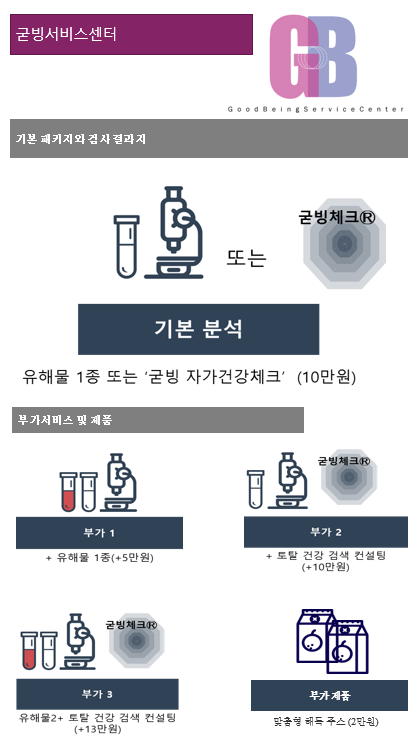 굳빙서비스센터
GB
GoodBeingServiceCenter
기본 패키지와 검사 결과지
굳빙체크®
또는
기본 분석
유해물 1종 또는 ‘굳빙 자가건강체크’ (10만원)
부가서비스 및 제품
굳빙체크®
부가 1
부가 2
+ 유해물 1종(+5만원)
+ 토탈 건강 검색 컨설팅
(+10만원)
굳빙체크®
부가 3
부가 제품
유해물2+ 토탈 건강 검색 컨설팅
(+13만원)
맞춤형 해독 주스 (2만원)